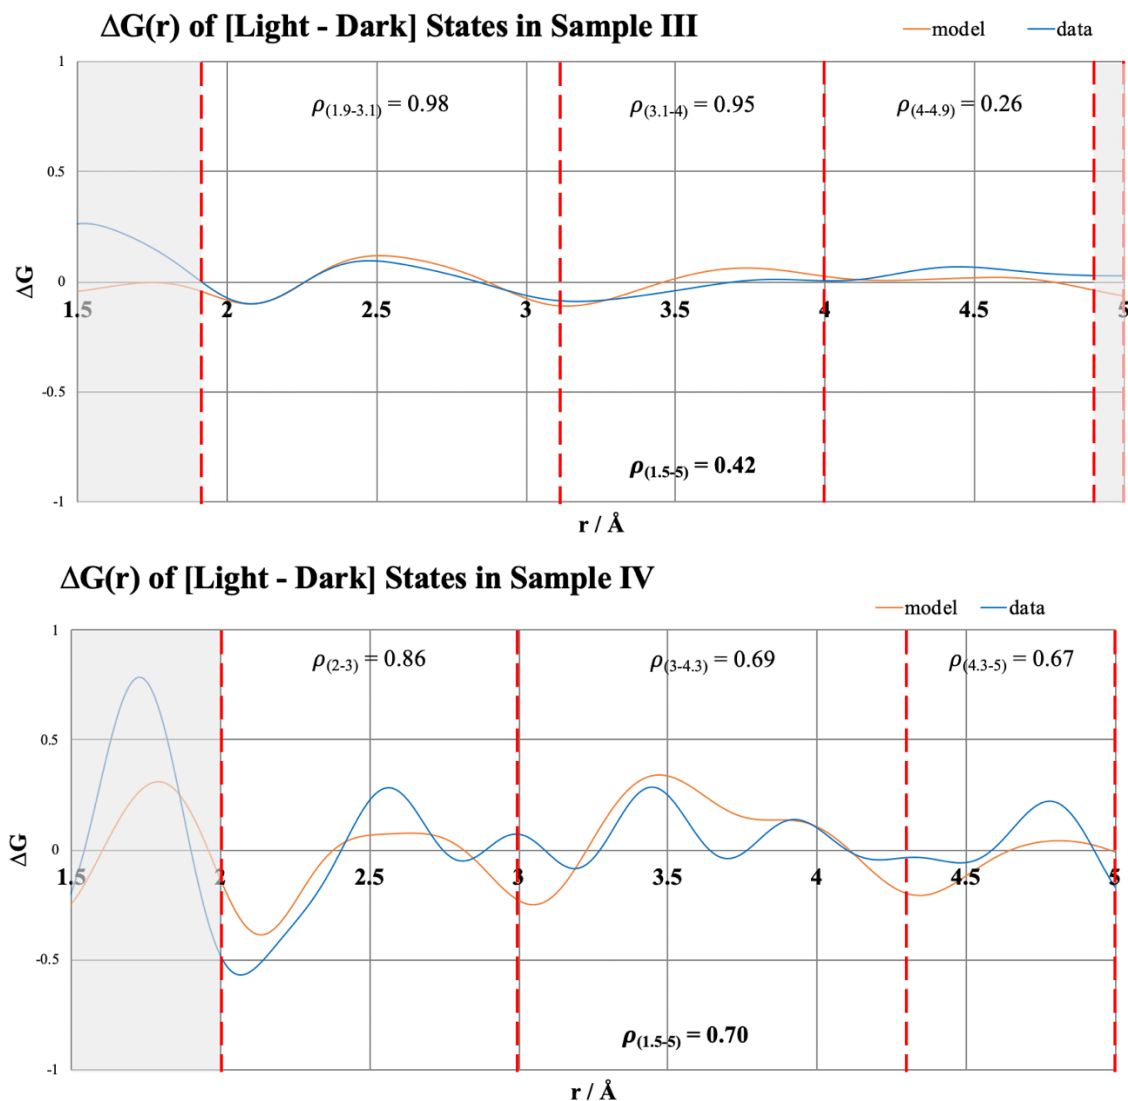 ΔG(r) of [Light - Dark] States in Sample III
model data
1
ρ(1.9-3.1) = 0.98 ρ(3.1-4) = 0.95 ρ(4-4.9) = 0.26
0.5
0
ΔG
1.5 2 2.5 3 3.5 4 4.5 5
-0.5
ρ(1.5-5) = 0.42
-1
r / Å
ΔG(r) of [Light - Dark] States in Sample IV
model data
1
ρ(2-3) = 0.86 ρ(3-4.3) = 0.69 ρ(4.3-5) = 0.67
0.5
0
ΔG
1.5 2 2.5 3 3.5 4 4.5 5
-0.5
ρ(1.5-5) = 0.70
-1
r / Å